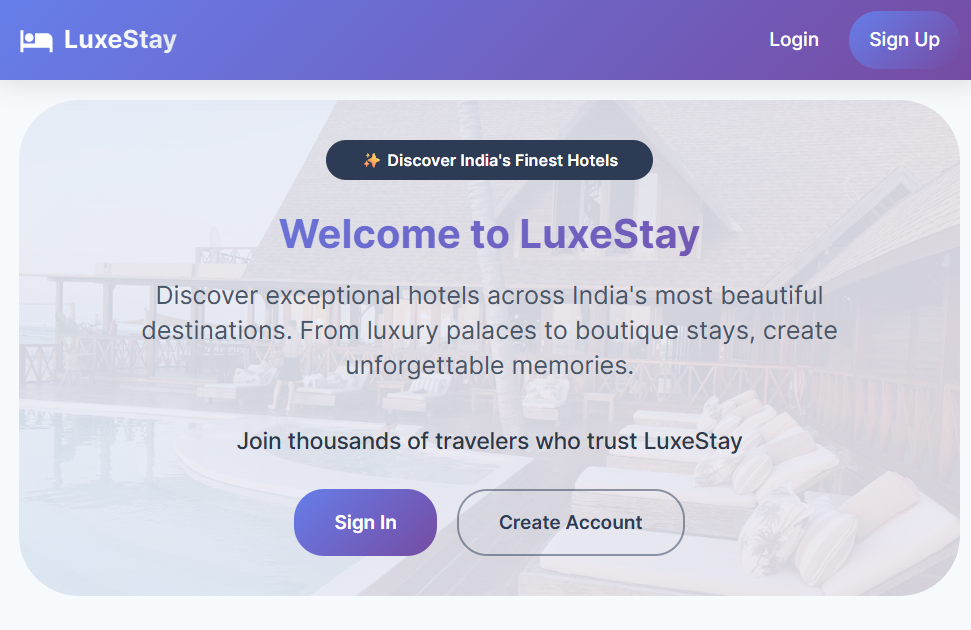 LuxeStay
Login
Sign Up
✨ Discover India's Finest Hotels
Welcome to LuxeStay
Discover exceptional hotels across India's most beautiful
destinations. From luxury palaces to boutique stays, create
unforgettable memories.
Join thousands of travelers who trust LuxeStay
Sign In
Create Account